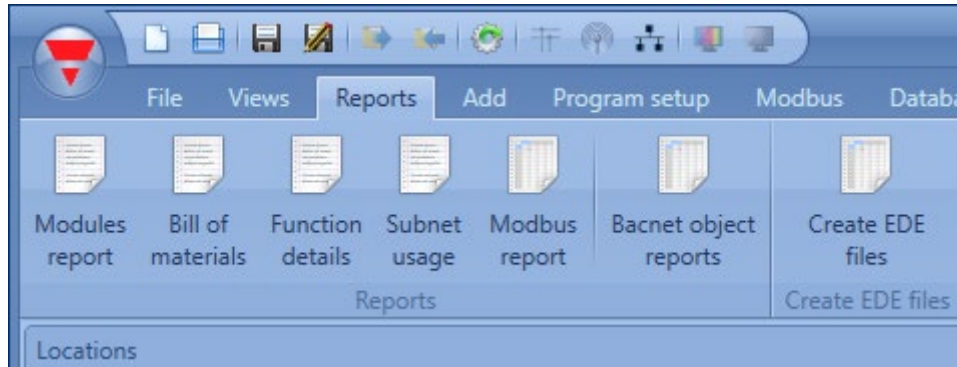 File Views Reports Add Program setup Modbus
Modules Bill of Function Subnet Modbus Bacnet object Create EDE
report materials details usage report reports files
Reports Create EDE files
Locations